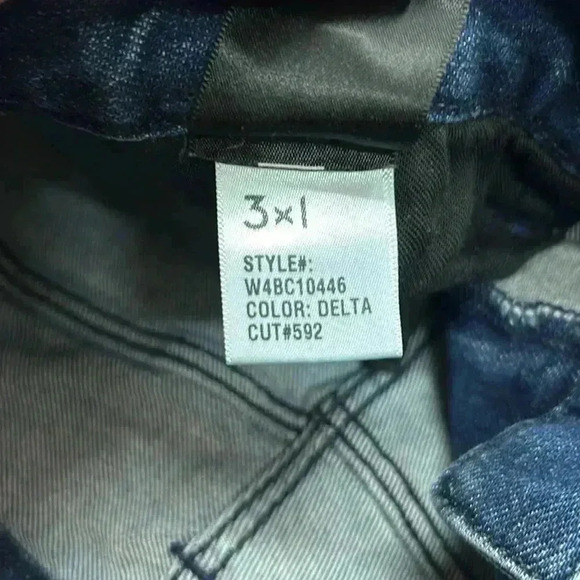 3x1
STYLE#:
W4BC10446
COLOR: DELTA
CUT#592